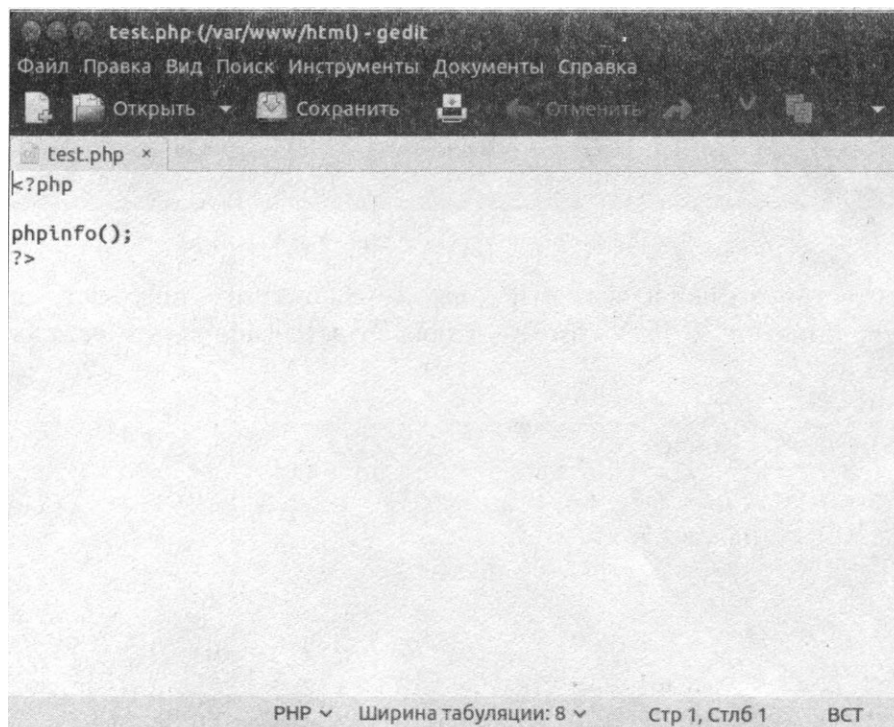 test.php (/var/www/html) - gedit
Файл Правка Вид Поиск Инструменты Документы Справка
Открыть Сохранить Отменить
test.php ×
<?php
phpinfo();
?>
PHP Ширина табуляции: 8 Стр 1, Стлб 1 ВСТ